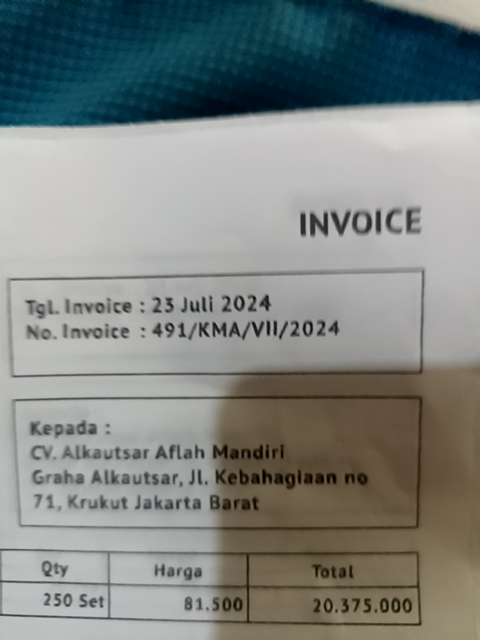 INVOICE
Tgl. Invoice : 23 Juli 2024
No. Invoice : 491/KMA/VII/2024
Kepada :
CV. Alkautsar Aflah Mandiri
Graha Alkautsar, Jl. Kebahagiaan no
71, Krukut Jakarta Barat
Qty Harga Total
250 Set 81.500 20.375.000